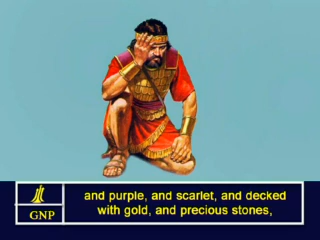 and purple, and scarlet, and decked
with gold, and precious stones,
GNP